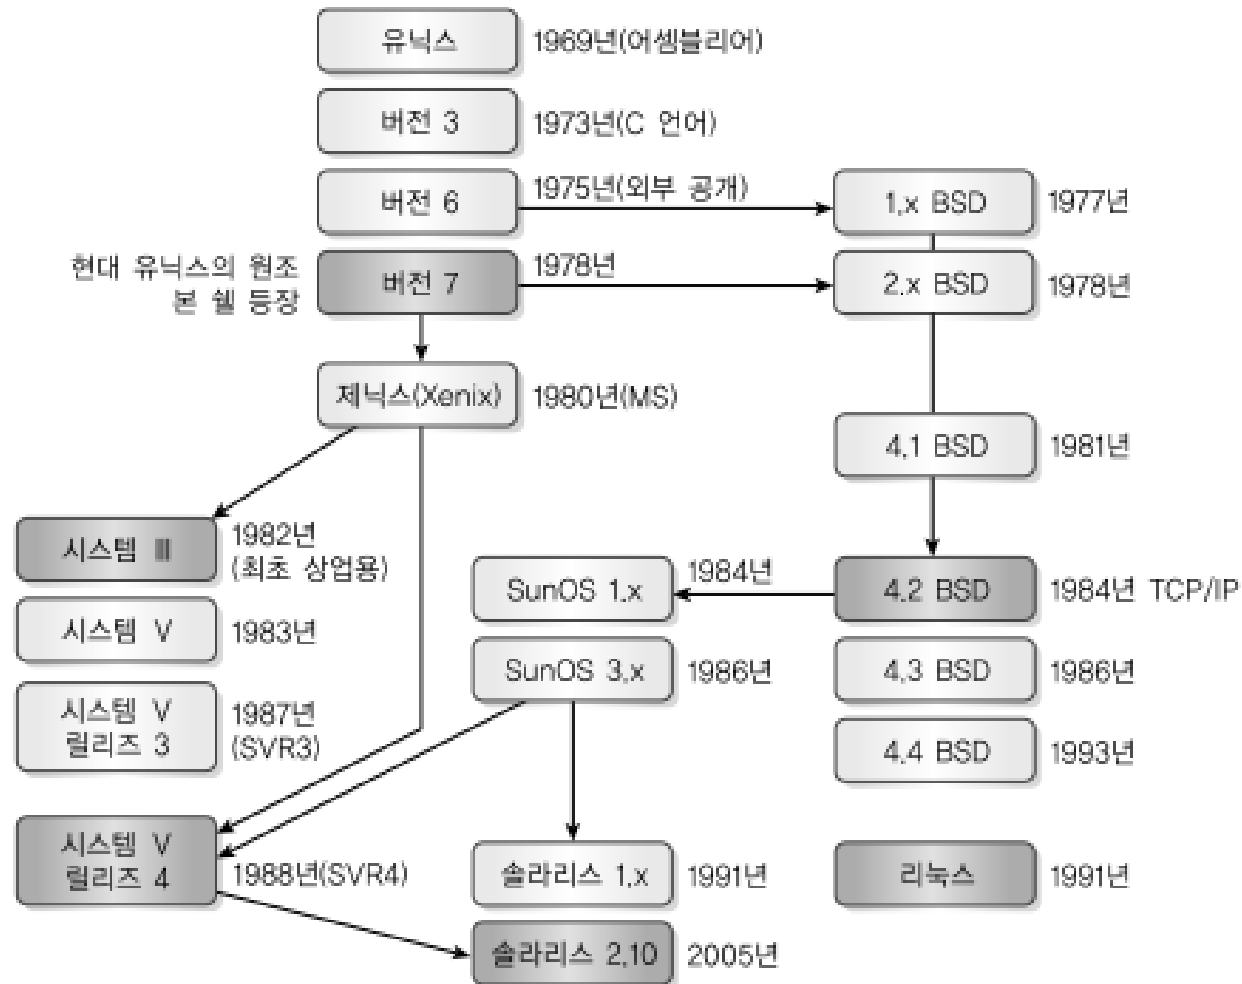 유닉스 1969년(어셈블리어)
버전 3 1973년(C 언어)
버전 6 1975년(외부 공개) 1.x BSD 1977년
현대 유닉스의 원조
본 쉘 등장
버전 7 1978년 2.x BSD 1978년
제닉스(Xenix) 1980년(MS)
4.1 BSD 1981년
시스템 III 1982년
(최초 상업용)
SunOS 1.x 1984년 4.2 BSD 1984년 TCP/IP
시스템 V 1983년
SunOS 3.x 1986년 4.3 BSD 1986년
시스템 V
릴리즈 3
1987년
(SVR3)
4.4 BSD 1993년
시스템 V
릴리즈 4
1988년(SVR4)
솔라리스 1.x 1991년 리눅스 1991년
솔라리스 2.10 2005년